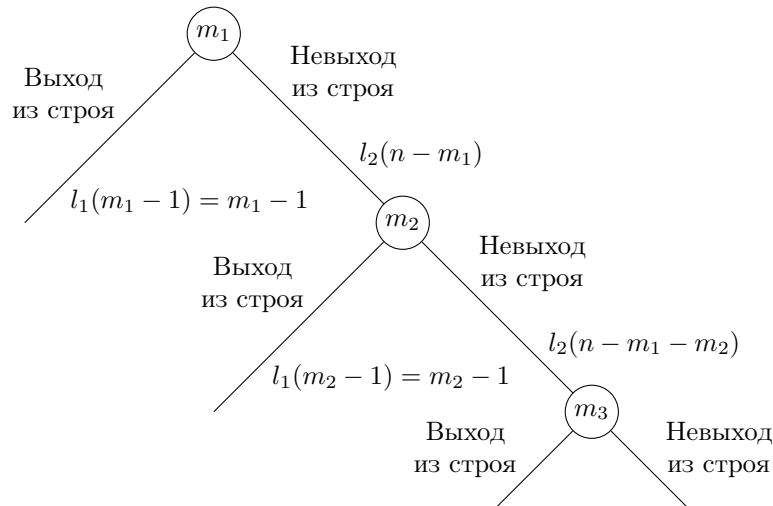 m₁
Выход
из строя
Невыход
из строя
l₂(n − m₁)
l₁(m₁ − 1) = m₁ − 1
m₂
Выход
из строя
Невыход
из строя
l₂(n − m₁ − m₂)
l₁(m₂ − 1) = m₂ − 1
m₃
Выход
из строя
Невыход
из строя